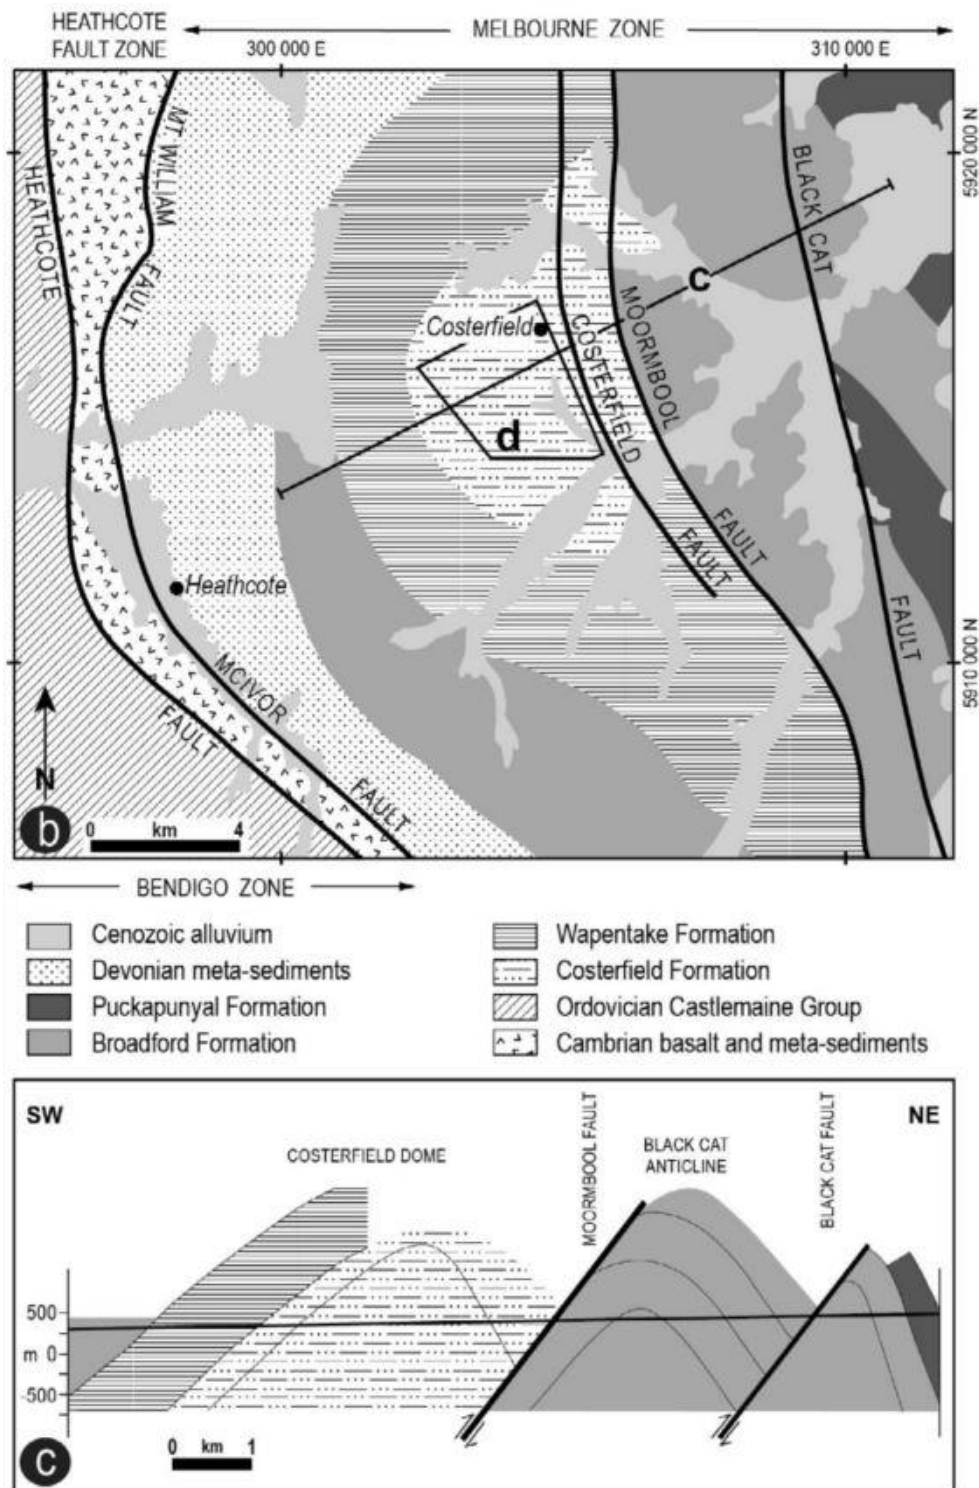 HEATHCOTE
FAULT ZONE
MELBOURNE ZONE
300 000 E
310 000 E
5920 000 N
5910 000 N
HEATHCOTE
FAULT
MT WILLIAM
FAULT
MCIVOR
FAULT
COSTERFIELD
FAULT
MOORMBOOL
FAULT
BLACK CAT
FAULT
C
Costerfield
d
Heathcote
N
b
0 km 4
BENDIGO ZONE
Cenozoic alluvium
Devonian meta-sediments
Puckapunyal Formation
Broadford Formation
Wapentake Formation
Costerfield Formation
Ordovician Castlemaine Group
Cambrian basalt and meta-sediments
SW
NE
COSTERFIELD DOME
MOORMBOOL FAULT
BLACK CAT
ANTICLINE
BLACK CAT FAULT
500
m 0
-500
0 km 1
C